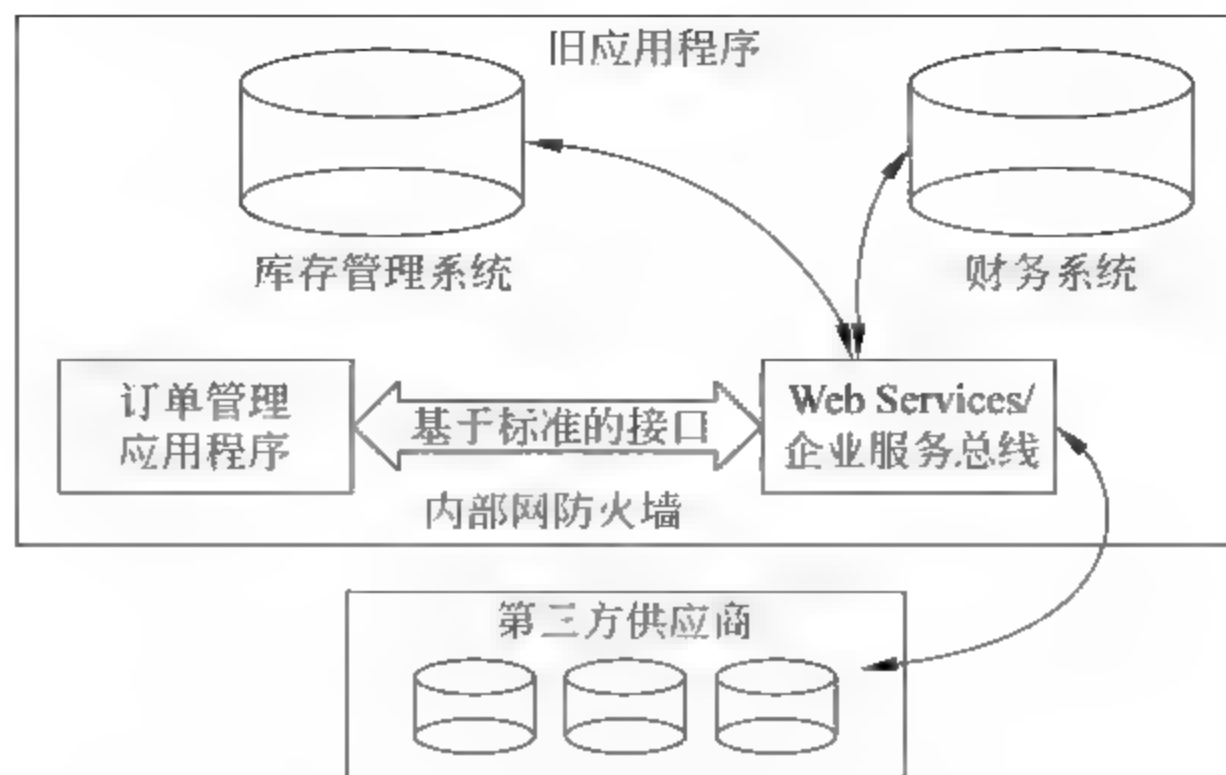 旧应用程序
库存管理系统
财务系统
订单管理
应用程序
基于标准的接口
Web Services/
企业服务总线
内部网防火墙
第三方供应商